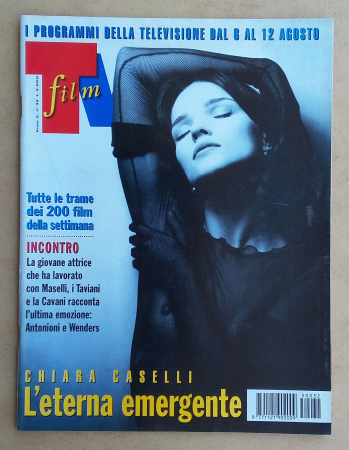 I PROGRAMMI DELLA TELEVISIONE DAL 6 AL 12 AGOSTO
TV
film
Tutte le trame
dei 200 film
della settimana
INCONTRO
La giovane attrice
che ha lavorato
con Maselli, i Taviani
e la Cavani racconta
l'ultima emozione:
Antonioni e Wenders
CHIARA CASELLI
L'eterna emergente
40032